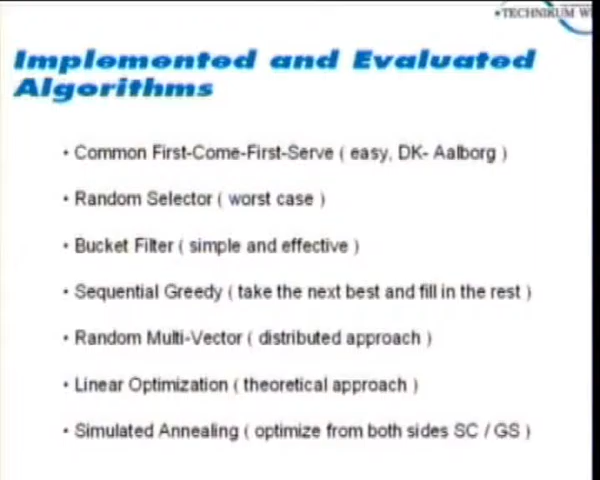 •TECHNIKUM W
Implemented and Evaluated
Algorithms
• Common First-Come-First-Serve ( easy, DK- Aalborg )
• Random Selector ( worst case )
• Bucket Filter ( simple and effective )
• Sequential Greedy ( take the next best and fill in the rest )
• Random Multi-Vector ( distributed approach )
• Linear Optimization ( theoretical approach )
• Simulated Annealing ( optimize from both sides SC / GS )